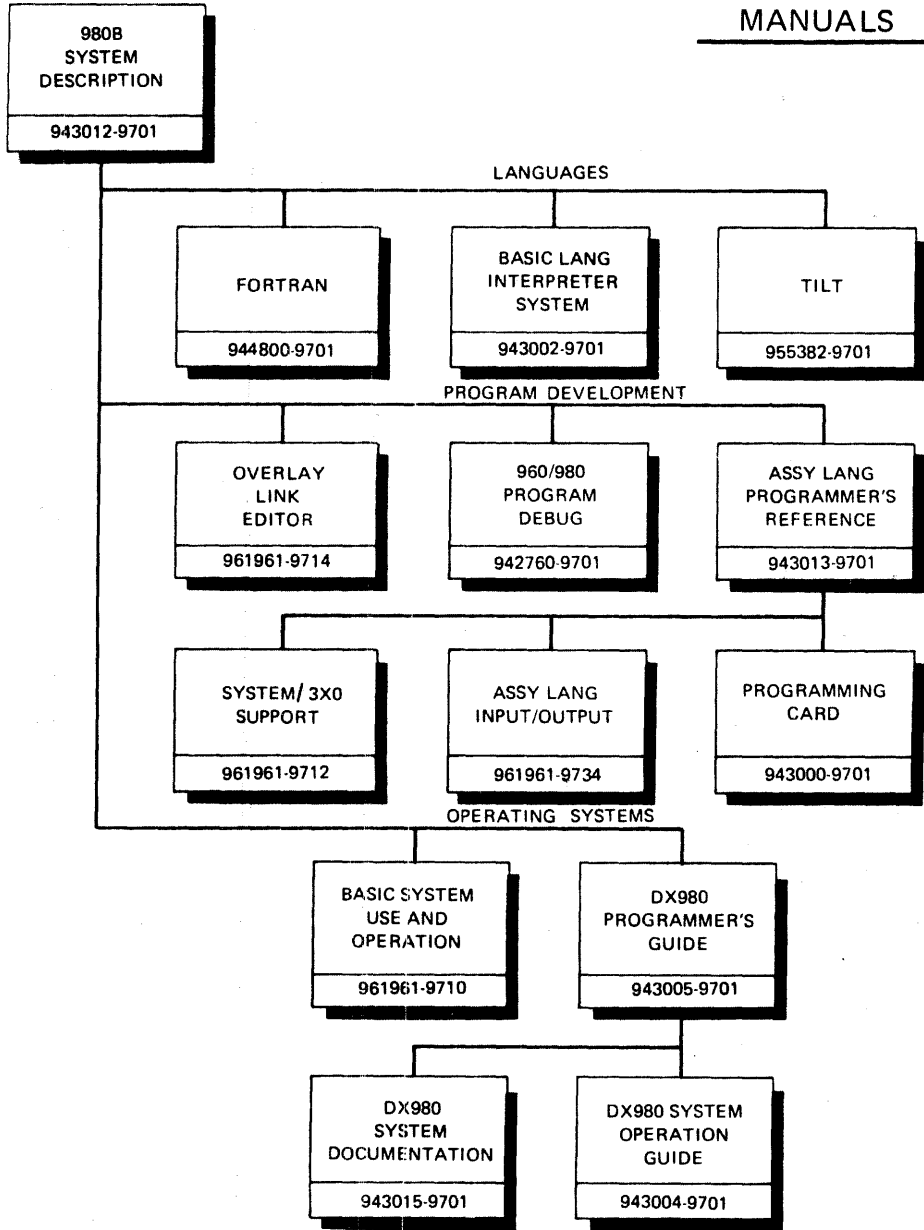 MANUALS
980B
SYSTEM
DESCRIPTION
943012-9701
LANGUAGES
FORTRAN
944800-9701
BASIC LANG
INTERPRETER
SYSTEM
943002-9701
TILT
955382-9701
PROGRAM DEVELOPMENT
OVERLAY
LINK
EDITOR
961961-9714
960/980
PROGRAM
DEBUG
942760-9701
ASSY LANG
PROGRAMMER'S
REFERENCE
943013-9701
SYSTEM/3X0
SUPPORT
961961-9712
ASSY LANG
INPUT/OUTPUT
961961-9734
PROGRAMMING
CARD
943000-9701
OPERATING SYSTEMS
BASIC SYSTEM
USE AND
OPERATION
961961-9710
DX980
PROGRAMMER'S
GUIDE
943005-9701
DX980
SYSTEM
DOCUMENTATION
943015-9701
DX980 SYSTEM
OPERATION
GUIDE
943004-9701